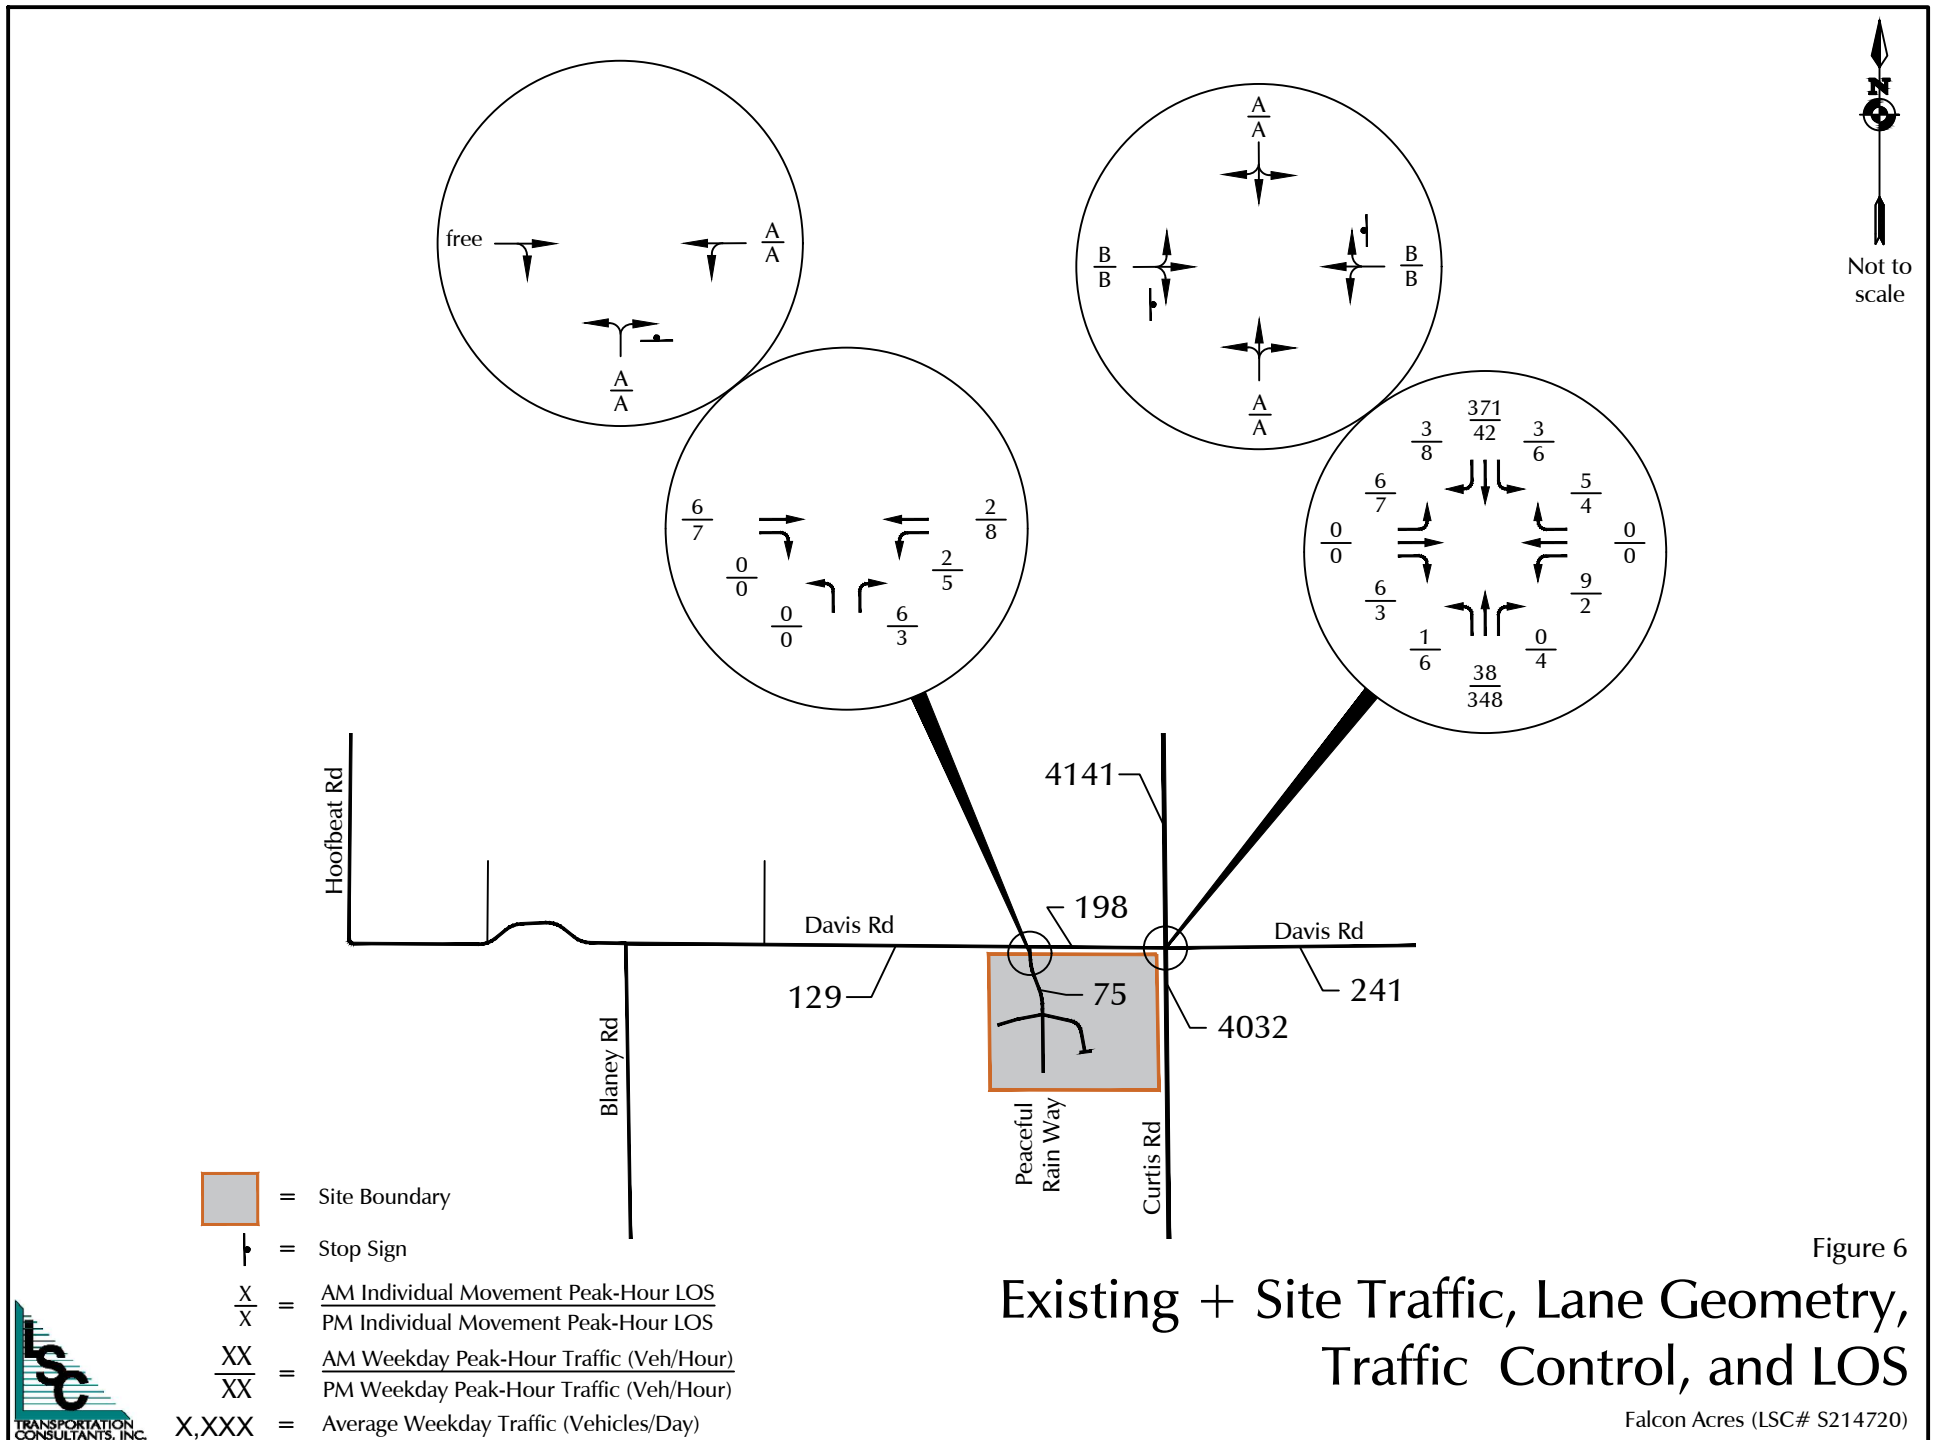 N
Not to
scale
free
A
A
A
A
A
A
B
B
B
B
A
A
6
7
0
0
0
0
2
8
2
5
6
3
371
42
3
8
3
6
6
7
5
4
0
0
0
0
6
3
9
2
1
6
0
4
38
348
Hoofbeat Rd
4141
198
Davis Rd
Davis Rd
129
75
241
4032
Blaney Rd
Peaceful
Rain Way
Curtis Rd
= Site Boundary
= Stop Sign
X
X
=
AM Individual Movement Peak-Hour LOS
PM Individual Movement Peak-Hour LOS
XX
XX
=
AM Weekday Peak-Hour Traffic (Veh/Hour)
PM Weekday Peak-Hour Traffic (Veh/Hour)
X,XXX = Average Weekday Traffic (Vehicles/Day)
LSC
TRANSPORTATION
CONSULTANTS, INC.
Figure 6
Existing + Site Traffic, Lane Geometry,
Traffic Control, and LOS
Falcon Acres (LSC# S214720)